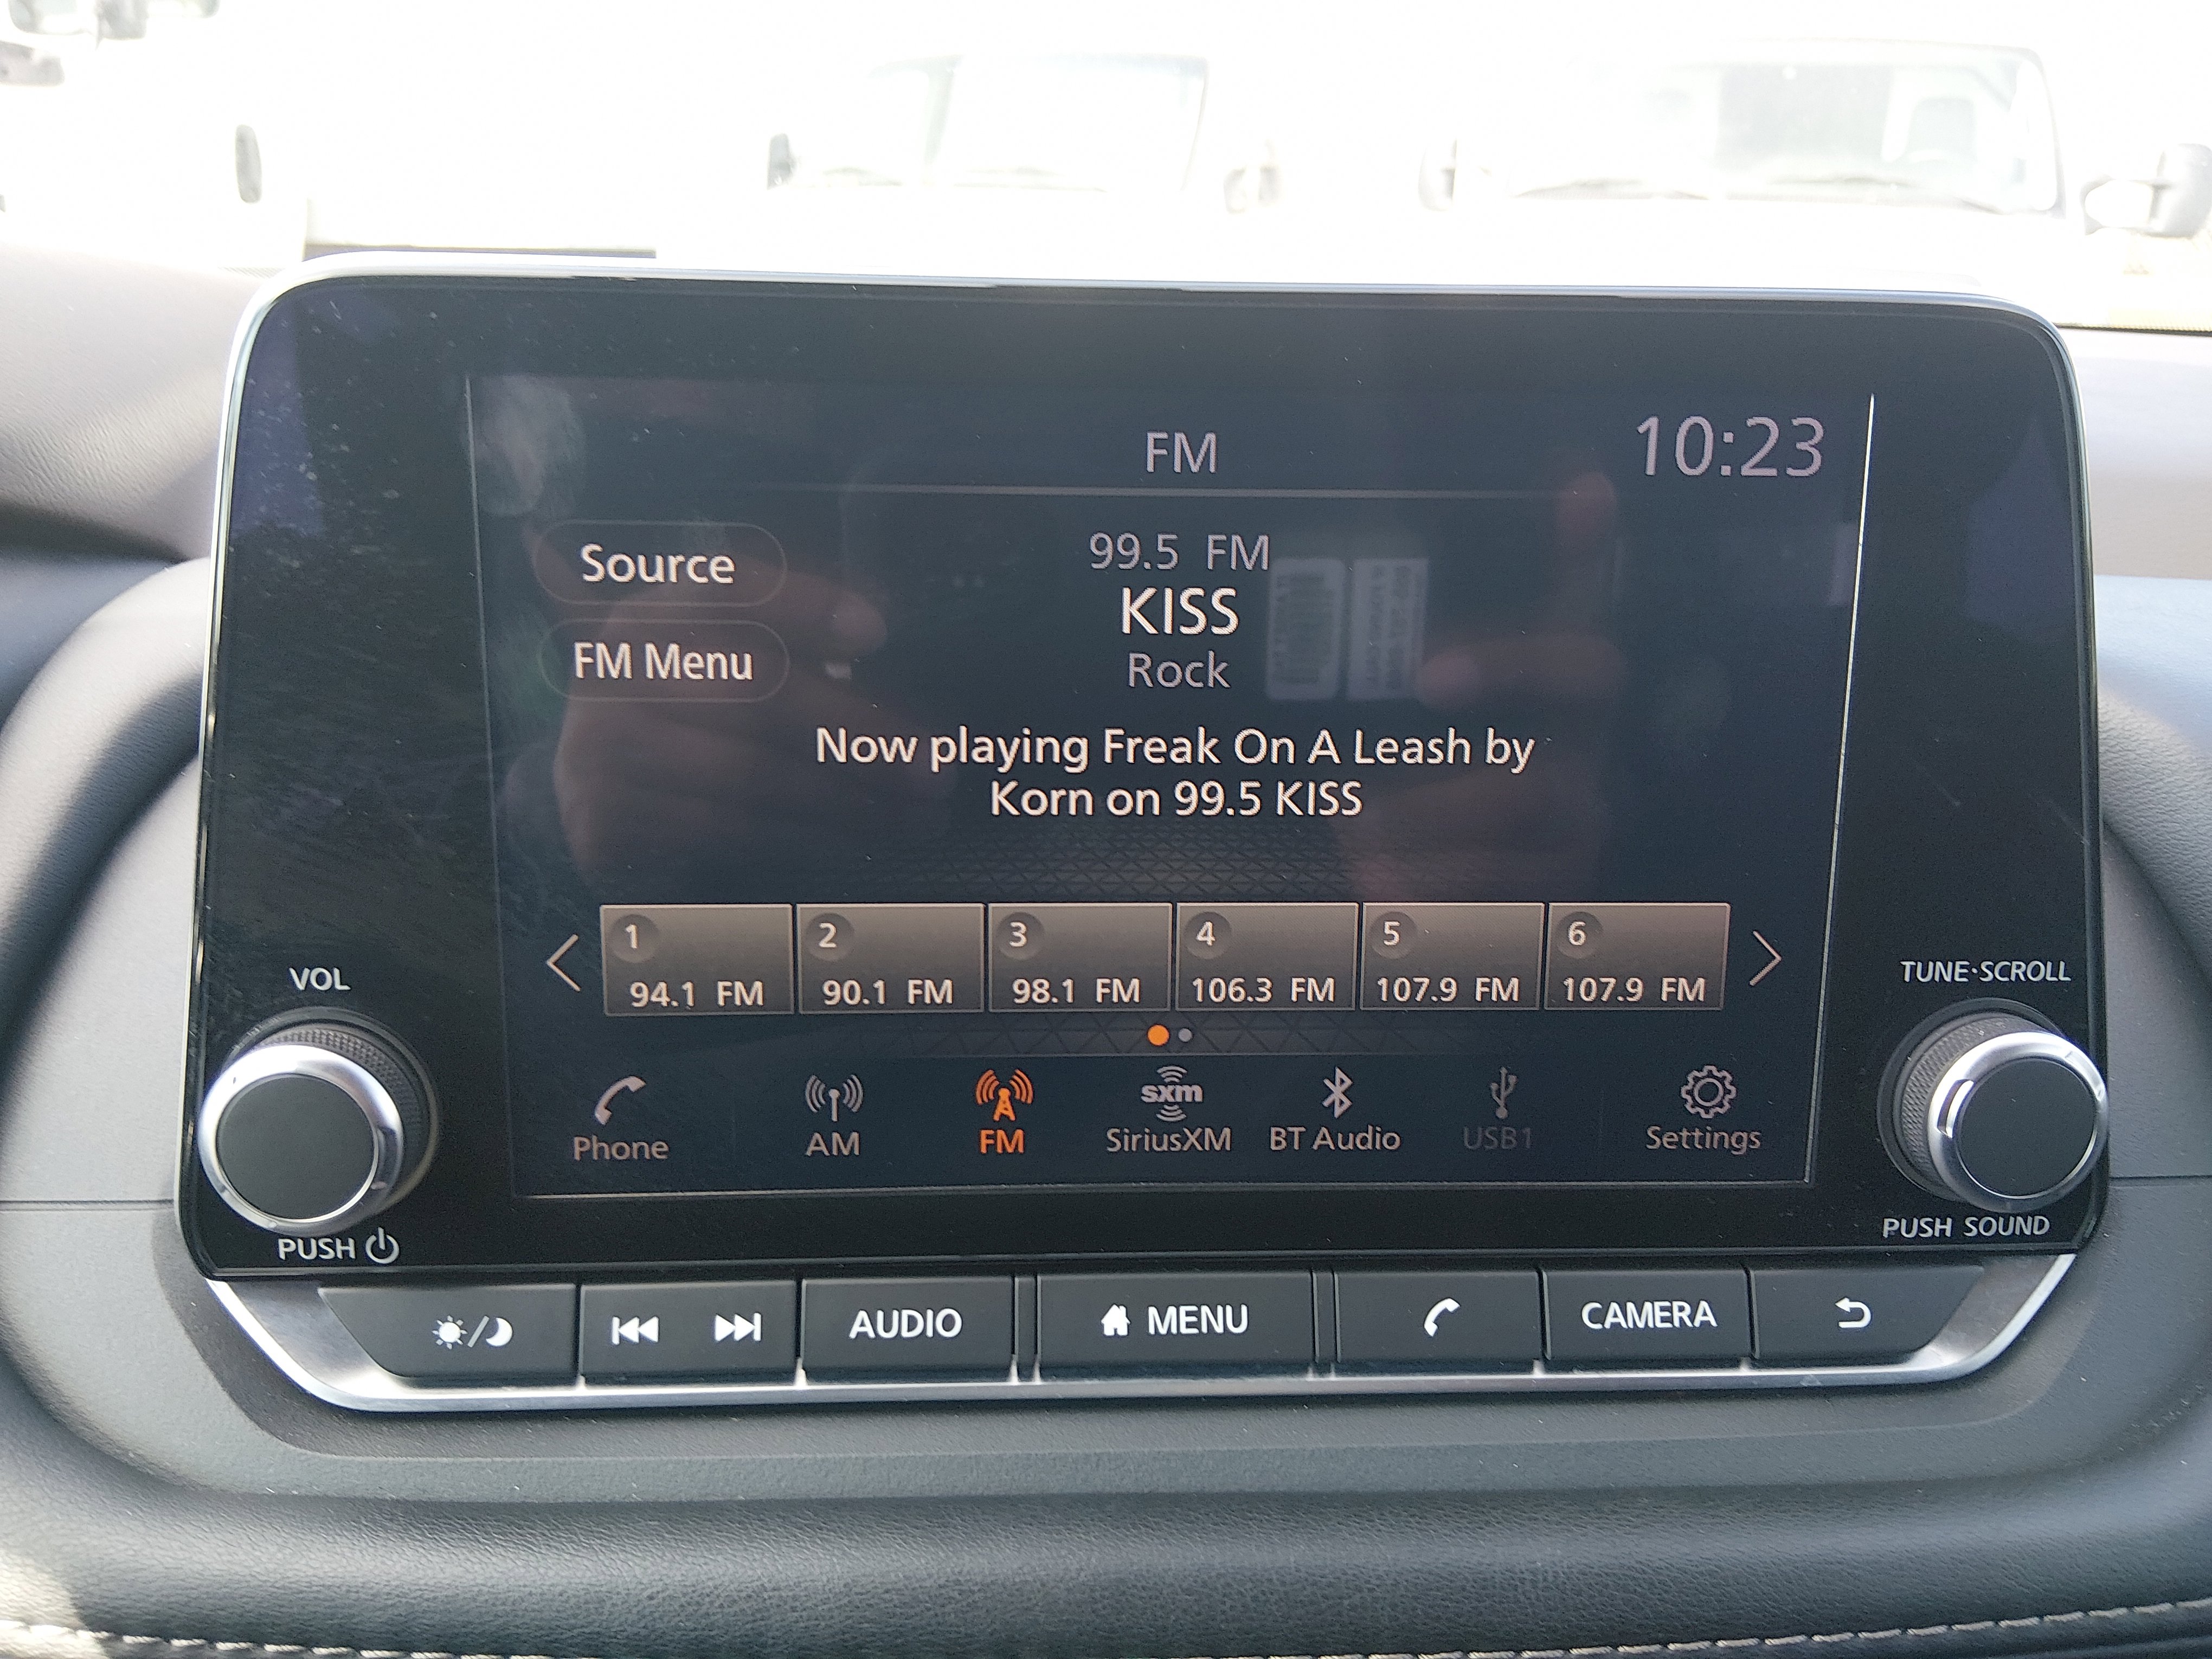 FM
10:23
Source
FM Menu
99.5 FM
KISS
Rock
Now playing Freak On A Leash by
Korn on 99.5 KISS
1
94.1 FM
2
90.1 FM
3
98.1 FM
4
106.3 FM
5
107.9 FM
6
107.9 FM
VOL
TUNE·SCROLL
Phone
AM
FM
sxm
SiriusXM
BT Audio
USB1
Settings
PUSH
PUSH SOUND
AUDIO
MENU
CAMERA